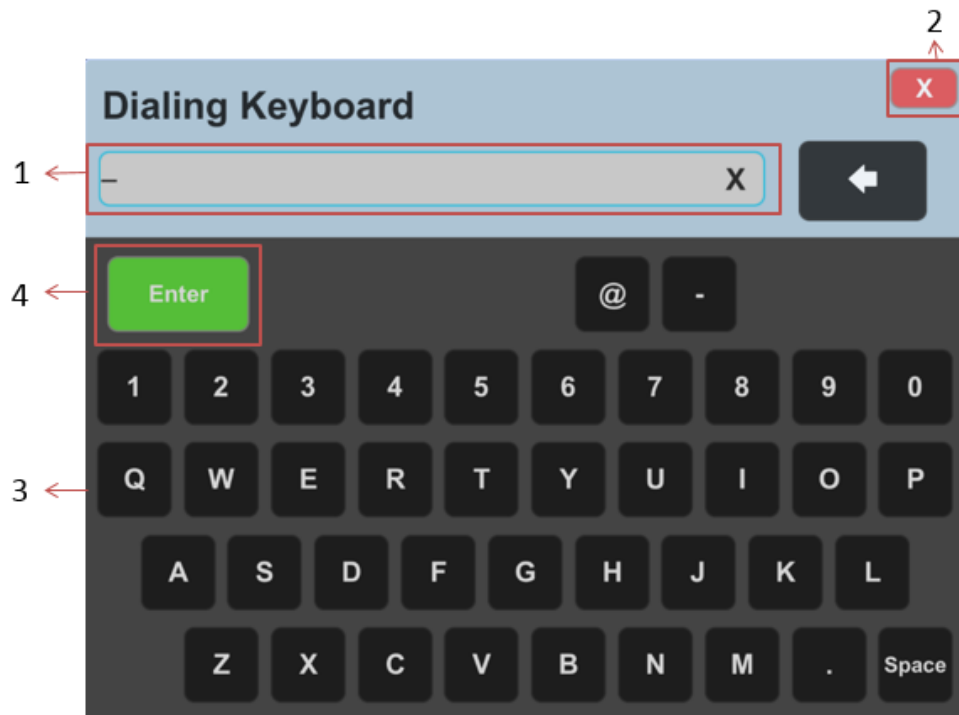 2
X
Dialing Keyboard
1
_ X
4
Enter @ -
1 2 3 4 5 6 7 8 9 0
3
Q W E R T Y U I O P
A S D F G H J K L
Z X C V B N M . Space